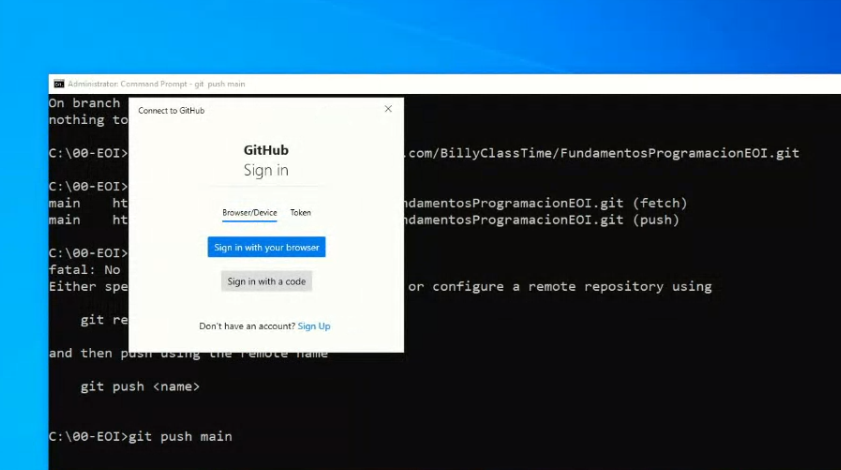 Administrator: Command Prompt - git push main
On branch
nothing to
C:\00-EOI> .com/BillyClassTime/FundamentosProgramacionEOI.git
C:\00-EOI>
main ht ndamentosProgramacionEOI.git (fetch)
main ht ndamentosProgramacionEOI.git (push)
C:\00-EOI>
fatal: No
Either spe or configure a remote repository using
git re
and then push using the remote name
git push <name>
C:\00-EOI>git push main
Connect to GitHub
GitHub
Sign in
Browser/Device Token
Sign in with your browser
Sign in with a code
Don't have an account? Sign Up